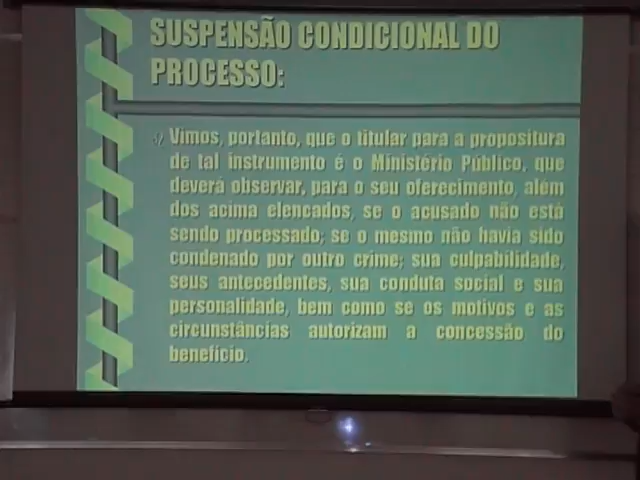 SUSPENSÃO CONDICIONAL DO
PROCESSO:
Vimos, portanto, que o titular para a propositura
de tal instrumento é o Ministério Público, que
deverá observar, para o seu oferecimento, além
dos acima elencados, se o acusado não está
sendo processado; se o mesmo não havia sido
condenado por outro crime; sua culpabilidade,
seus antecedentes, sua conduta social e sua
personalidade, bem como se os motivos e as
circunstâncias autorizam a concessão do
benefício.